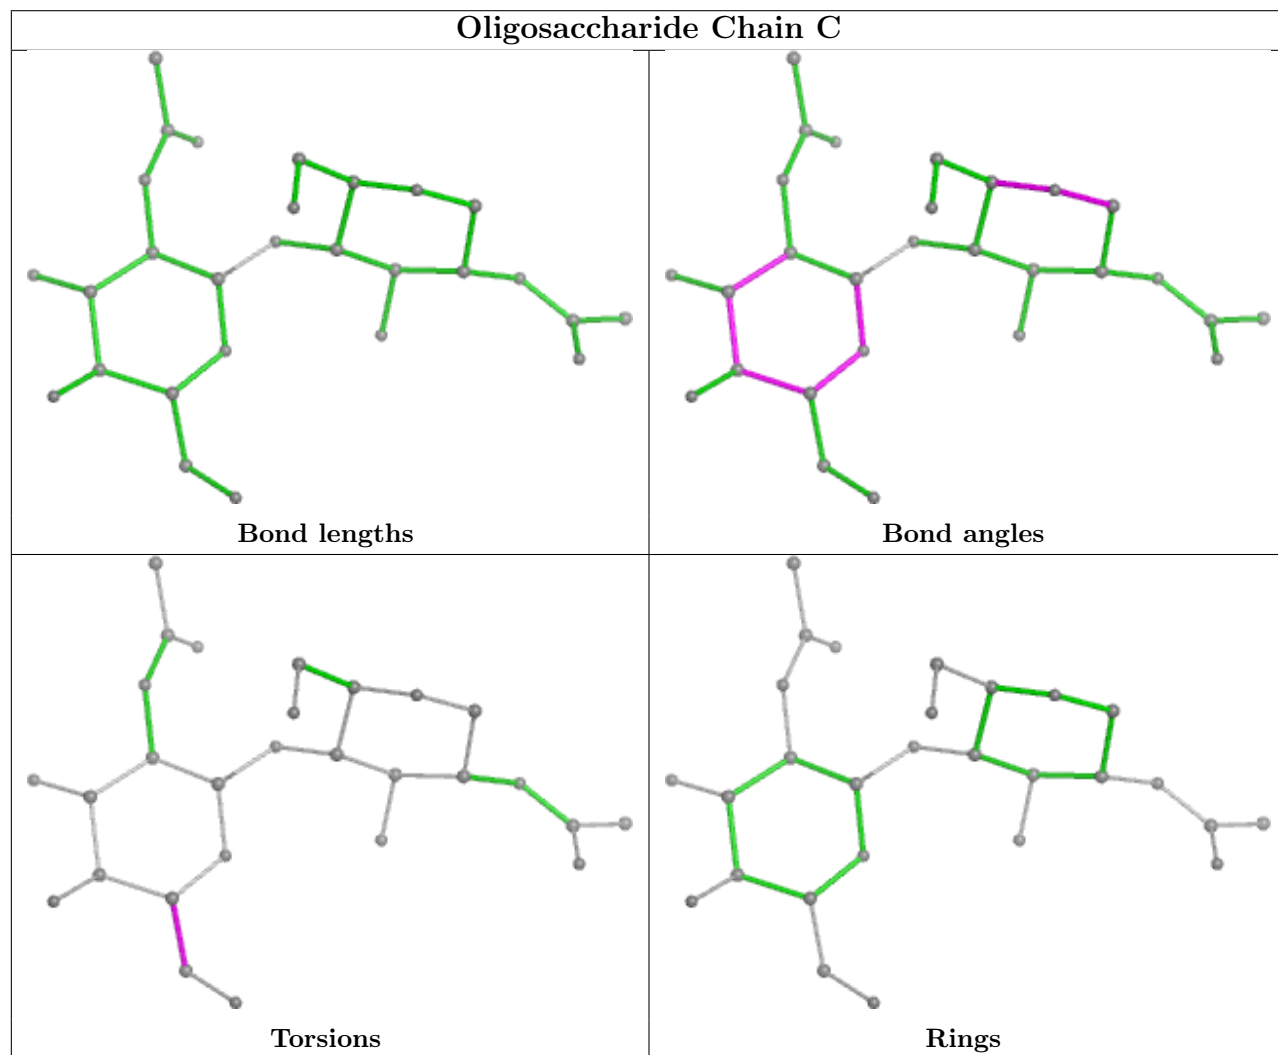 Oligosaccharide Chain C
Bond lengths
Bond angles
Torsions
Rings